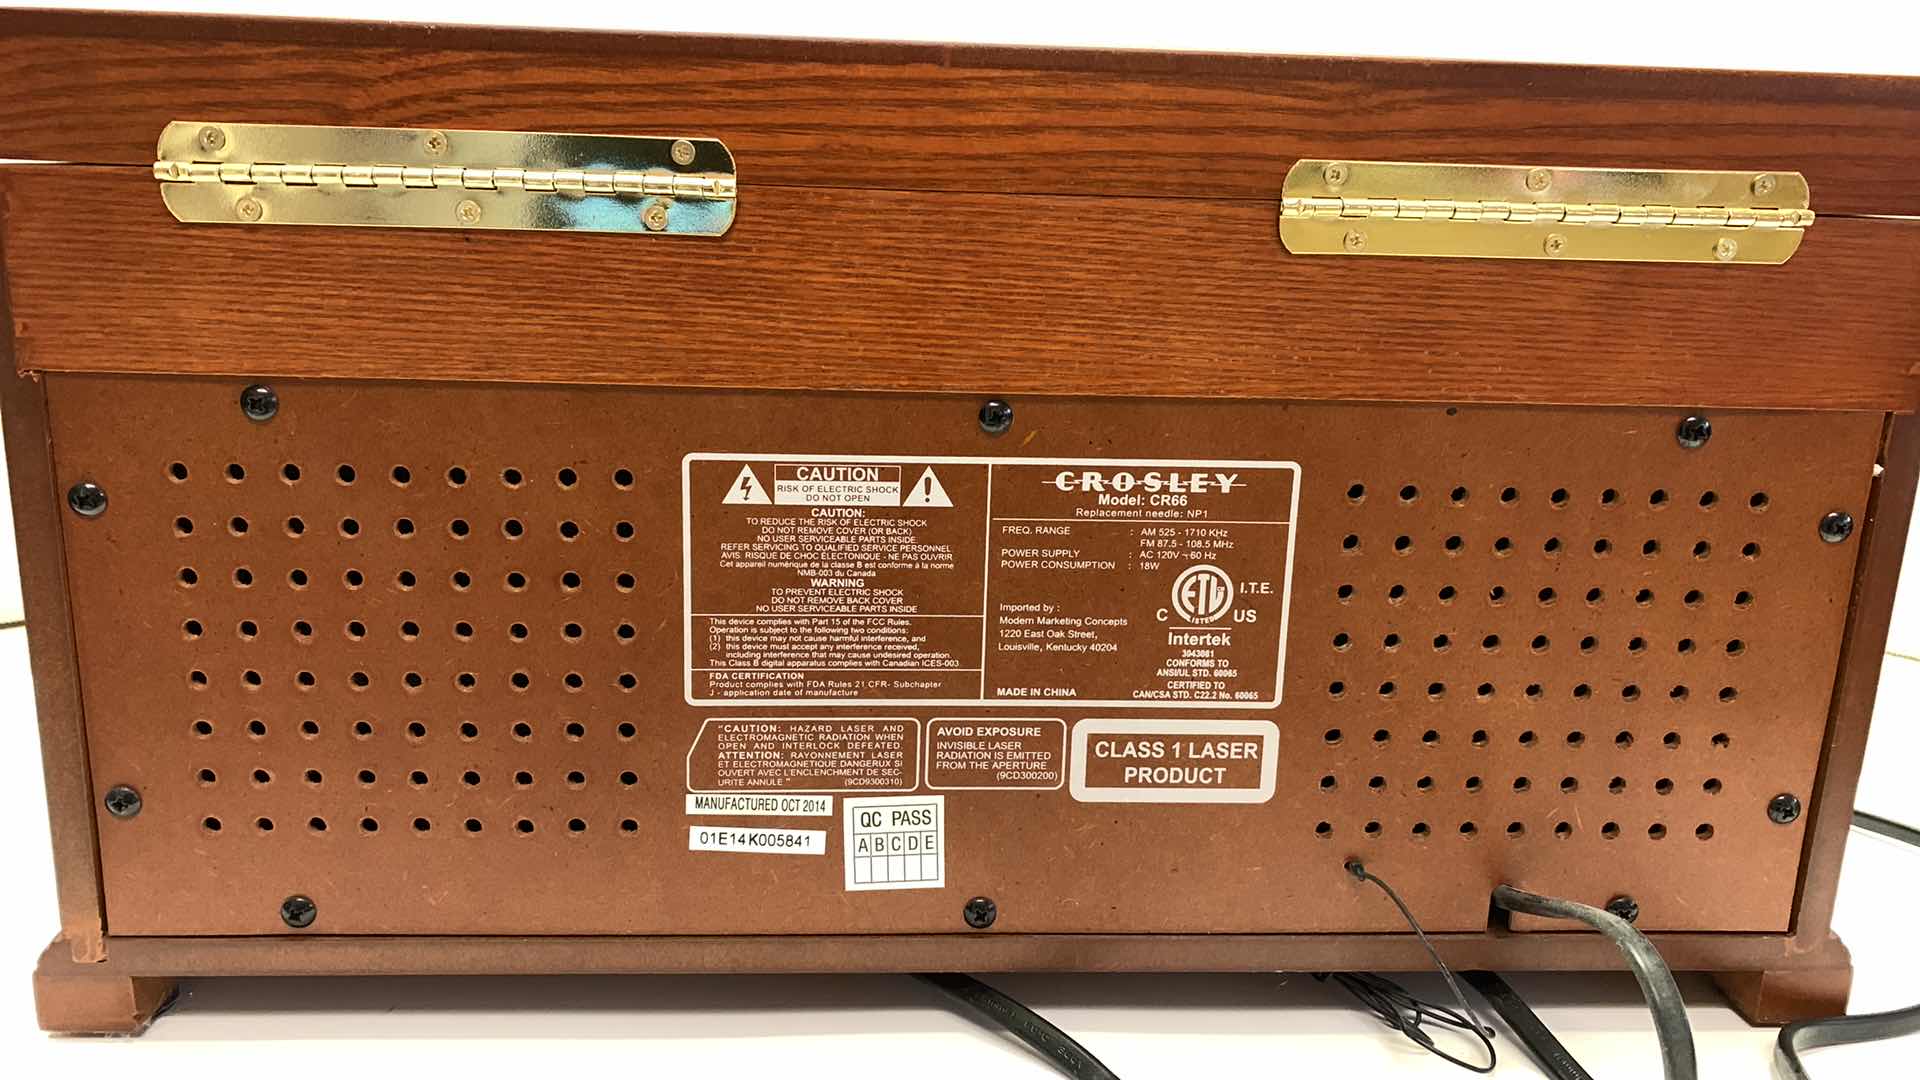 CAUTION
RISK OF ELECTRIC SHOCK
DO NOT OPEN
CAUTION:
TO REDUCE THE RISK OF ELECTRIC SHOCK
DO NOT REMOVE COVER (OR BACK)
NO USER SERVICEABLE PARTS INSIDE
REFER SERVICING TO QUALIFIED SERVICE PERSONNEL
AVIS. RISQUE DE CHOC ÉLECTONIQUE - NE PAS OUVRIR
Cet appareil numérique de la classe B est conforme à la norme
NMB-003 du Canada
WARNING
TO PREVENT ELECTRIC SHOCK
DO NOT REMOVE BACK COVER
NO USER SERVICEABLE PARTS INSIDE
This device complies with Part 15 of the FCC Rules.
Operation is subject to the following two conditions:
(1) this device may not cause harmful interference, and
(2) this device must accept any interference received,
including interference that may cause undesired operation.
This Class B digital apparatus complies with Canadian ICES-003.
FDA CERTIFICATION
Product complies with FDA Rules 21 CFR- Subchapter
J - application date of manufacture
CROSLEY
Model: CR66
Replacement needle: NP1
FREQ. RANGE : AM 525 - 1710 KHz
FM 87.5 - 108.5 MHz
POWER SUPPLY : AC 120V ~ 60 Hz
POWER CONSUMPTION : 18W
Imported by :
Modern Marketing Concepts
1220 East Oak Street,
Louisville, Kentucky 40204
MADE IN CHINA
ETL
LISTED
C US
I.T.E.
Intertek
3043081
CONFORMS TO
ANSI/UL STD. 60065
CERTIFIED TO
CAN/CSA STD. C22.2 No. 60065
"CAUTION: HAZARD LASER AND
ELECTROMAGNETIC RADIATION WHEN
OPEN AND INTERLOCK DEFEATED.
ATTENTION: RAYONNEMENT LASER
ET ELECTROMAGNETIQUE DANGERUX SI
OUVERT AVEC L'ENCLENCHMENT DE SEC-
URITE ANNULE " (9CD9300310)
AVOID EXPOSURE
INVISIBLE LASER
RADIATION IS EMITTED
FROM THE APERTURE
(9CD300200)
CLASS 1 LASER
PRODUCT
MANUFACTURED OCT 2014
01E14K005841
QC PASS
A B C D E